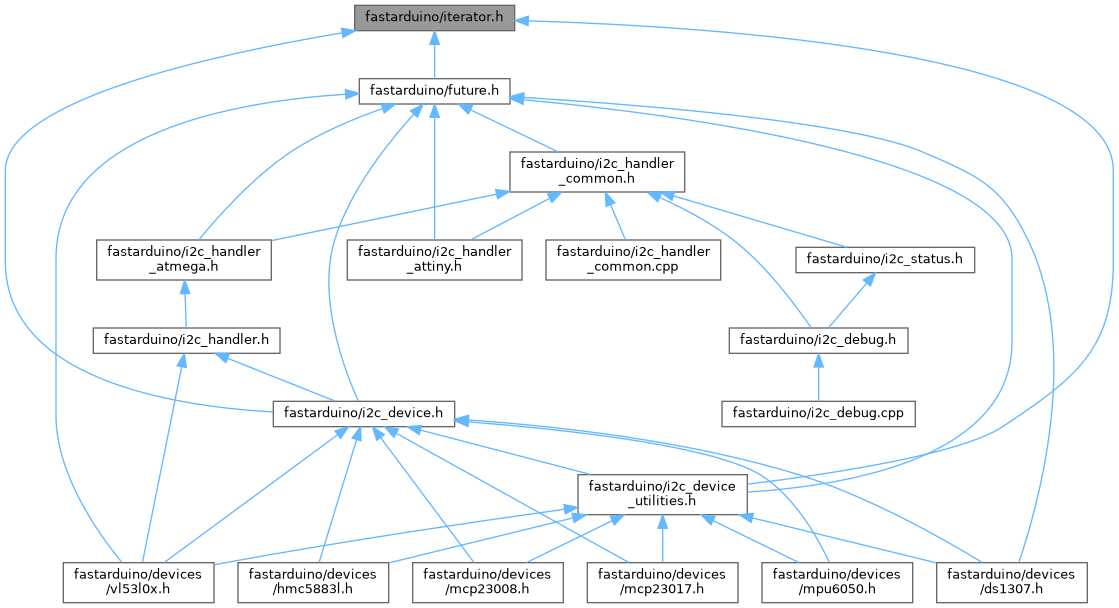 fastarduino/iterator.h
fastarduino/future.h
fastarduino/i2c_handler
_common.h
fastarduino/i2c_handler
_atmega.h
fastarduino/i2c_handler
_attiny.h
fastarduino/i2c_handler
_common.cpp
fastarduino/i2c_status.h
fastarduino/i2c_handler.h
fastarduino/i2c_debug.h
fastarduino/i2c_device.h
fastarduino/i2c_debug.cpp
fastarduino/i2c_device
_utilities.h
fastarduino/devices
/vl53l0x.h
fastarduino/devices
/hmc5883l.h
fastarduino/devices
/mcp23008.h
fastarduino/devices
/mcp23017.h
fastarduino/devices
/mpu6050.h
fastarduino/devices
/ds1307.h